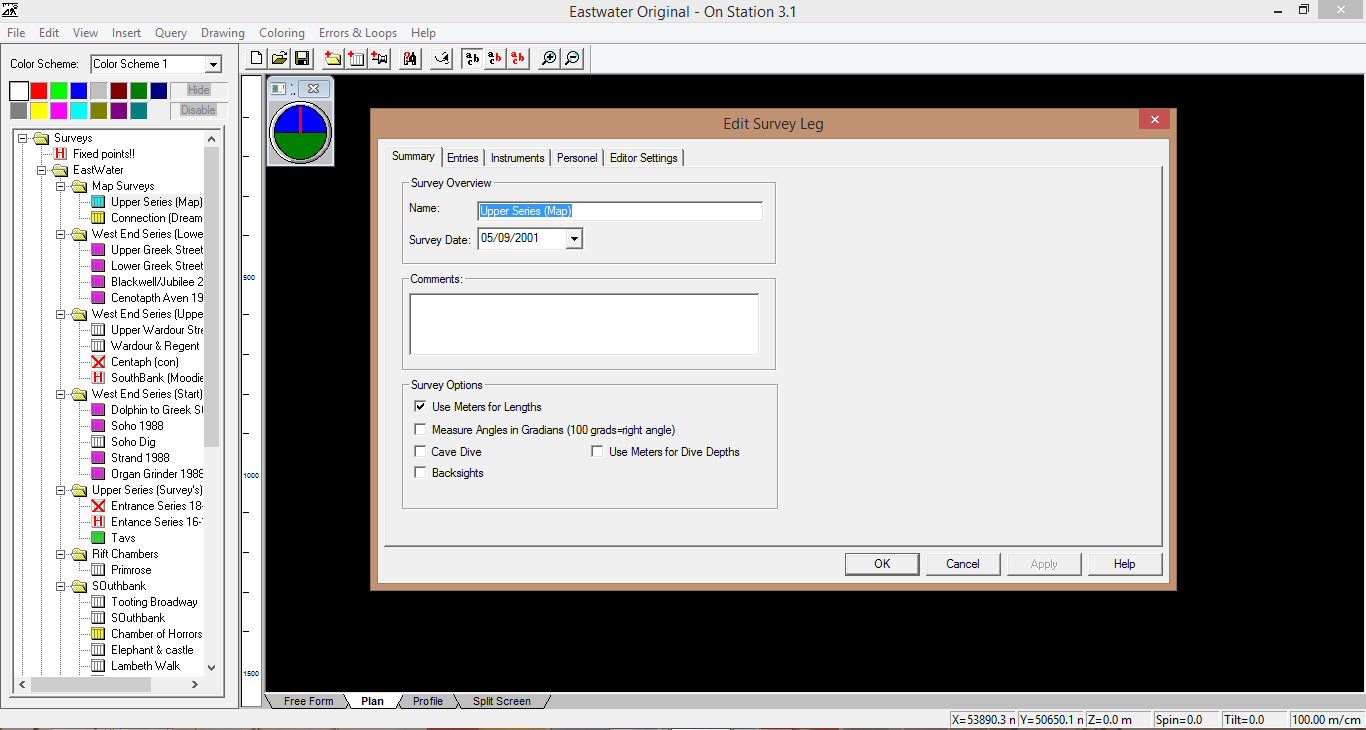 Eastwater Original - On Station 3.1
File Edit View Insert Query Drawing Coloring Errors & Loops Help
Color Scheme: Color Scheme 1
Hide
Disable
Surveys
Fixed points!!
EastWater
Map Surveys
Upper Series (Map)
Connection (Dream
West End Series (Lowe
Upper Greek Street
Lower Greek Street
Blackwell/Jubilee 2
Cenotapth Aven 19
West End Series (Uppe
Upper Wardour Stre
Wardour & Regent
Centaph (con)
SouthBank (Moodie
West End Series (Start)
Dolphin to Greek St
Soho 1988
Soho Dig
Strand 1988
Organ Grinder 1988
Upper Series (Survey's)
Entrance Series 18-
Entance Series 16-
Tavs
Rift Chambers
Primrose
SOuthbank
Tooting Broadway
SOuthbank
Chamber of Horrors
Elephant & castle
Lambeth Walk
a•b a•b a•b
500
1000
1500
Edit Survey Leg
Summary Entries Instruments Personel Editor Settings
Survey Overview
Name: Upper Series (Map)
Survey Date: 05/09/2001
Comments:
Survey Options
Use Meters for Lengths
Measure Angles in Gradians (100 grads=right angle)
Cave Dive Use Meters for Dive Depths
Backsights
OK Cancel Apply Help
Free Form Plan Profile Split Screen
X=53890.3 n Y=50650.1 n Z=0.0 m Spin=0.0 Tilt=0.0 100.00 m/cm